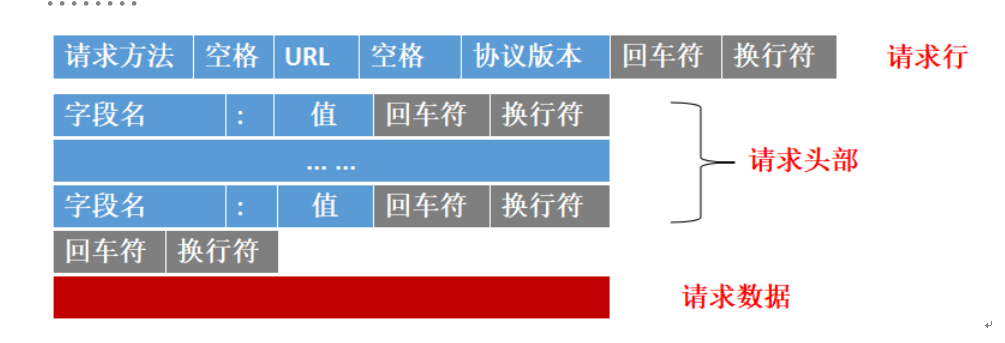 请求方法 空格 URL 空格 协议版本 回车符 换行符 请求行
字段名 : 值 回车符 换行符
... ...
请求头部
字段名 : 值 回车符 换行符
回车符 换行符
请求数据